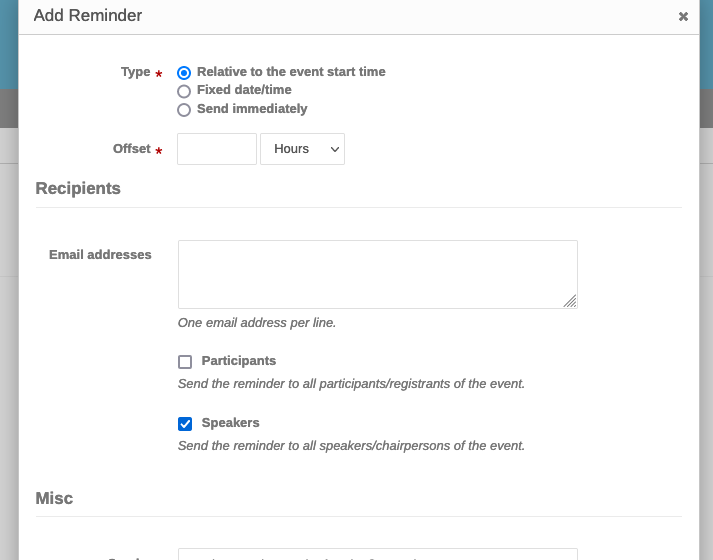 Add Reminder
Type *
Relative to the event start time
Fixed date/time
Send immediately
Offset * Hours
Recipients
Email addresses
One email address per line.
Participants
Send the reminder to all participants/registrants of the event.
Speakers
Send the reminder to all speakers/chairpersons of the event.
Misc